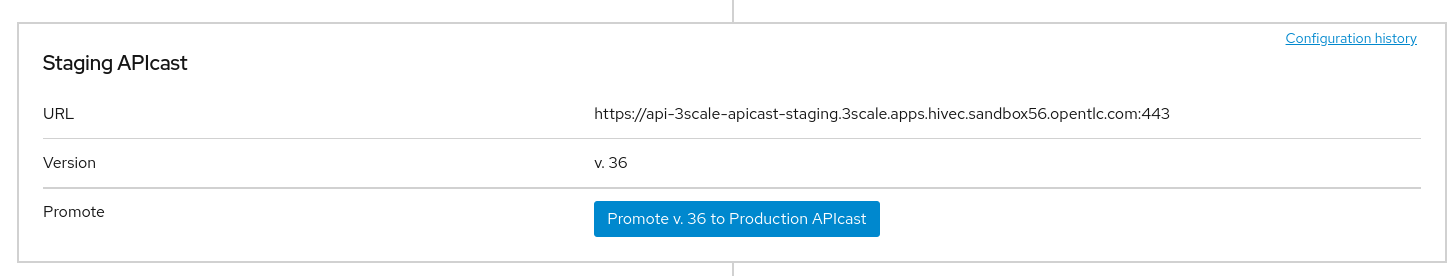 Configuration history
Staging APIcast
URL https://api-3scale-apicast-staging.3scale.apps.hivec.sandbox56.opentlc.com:443
Version v. 36
Promote Promote v. 36 to Production APIcast